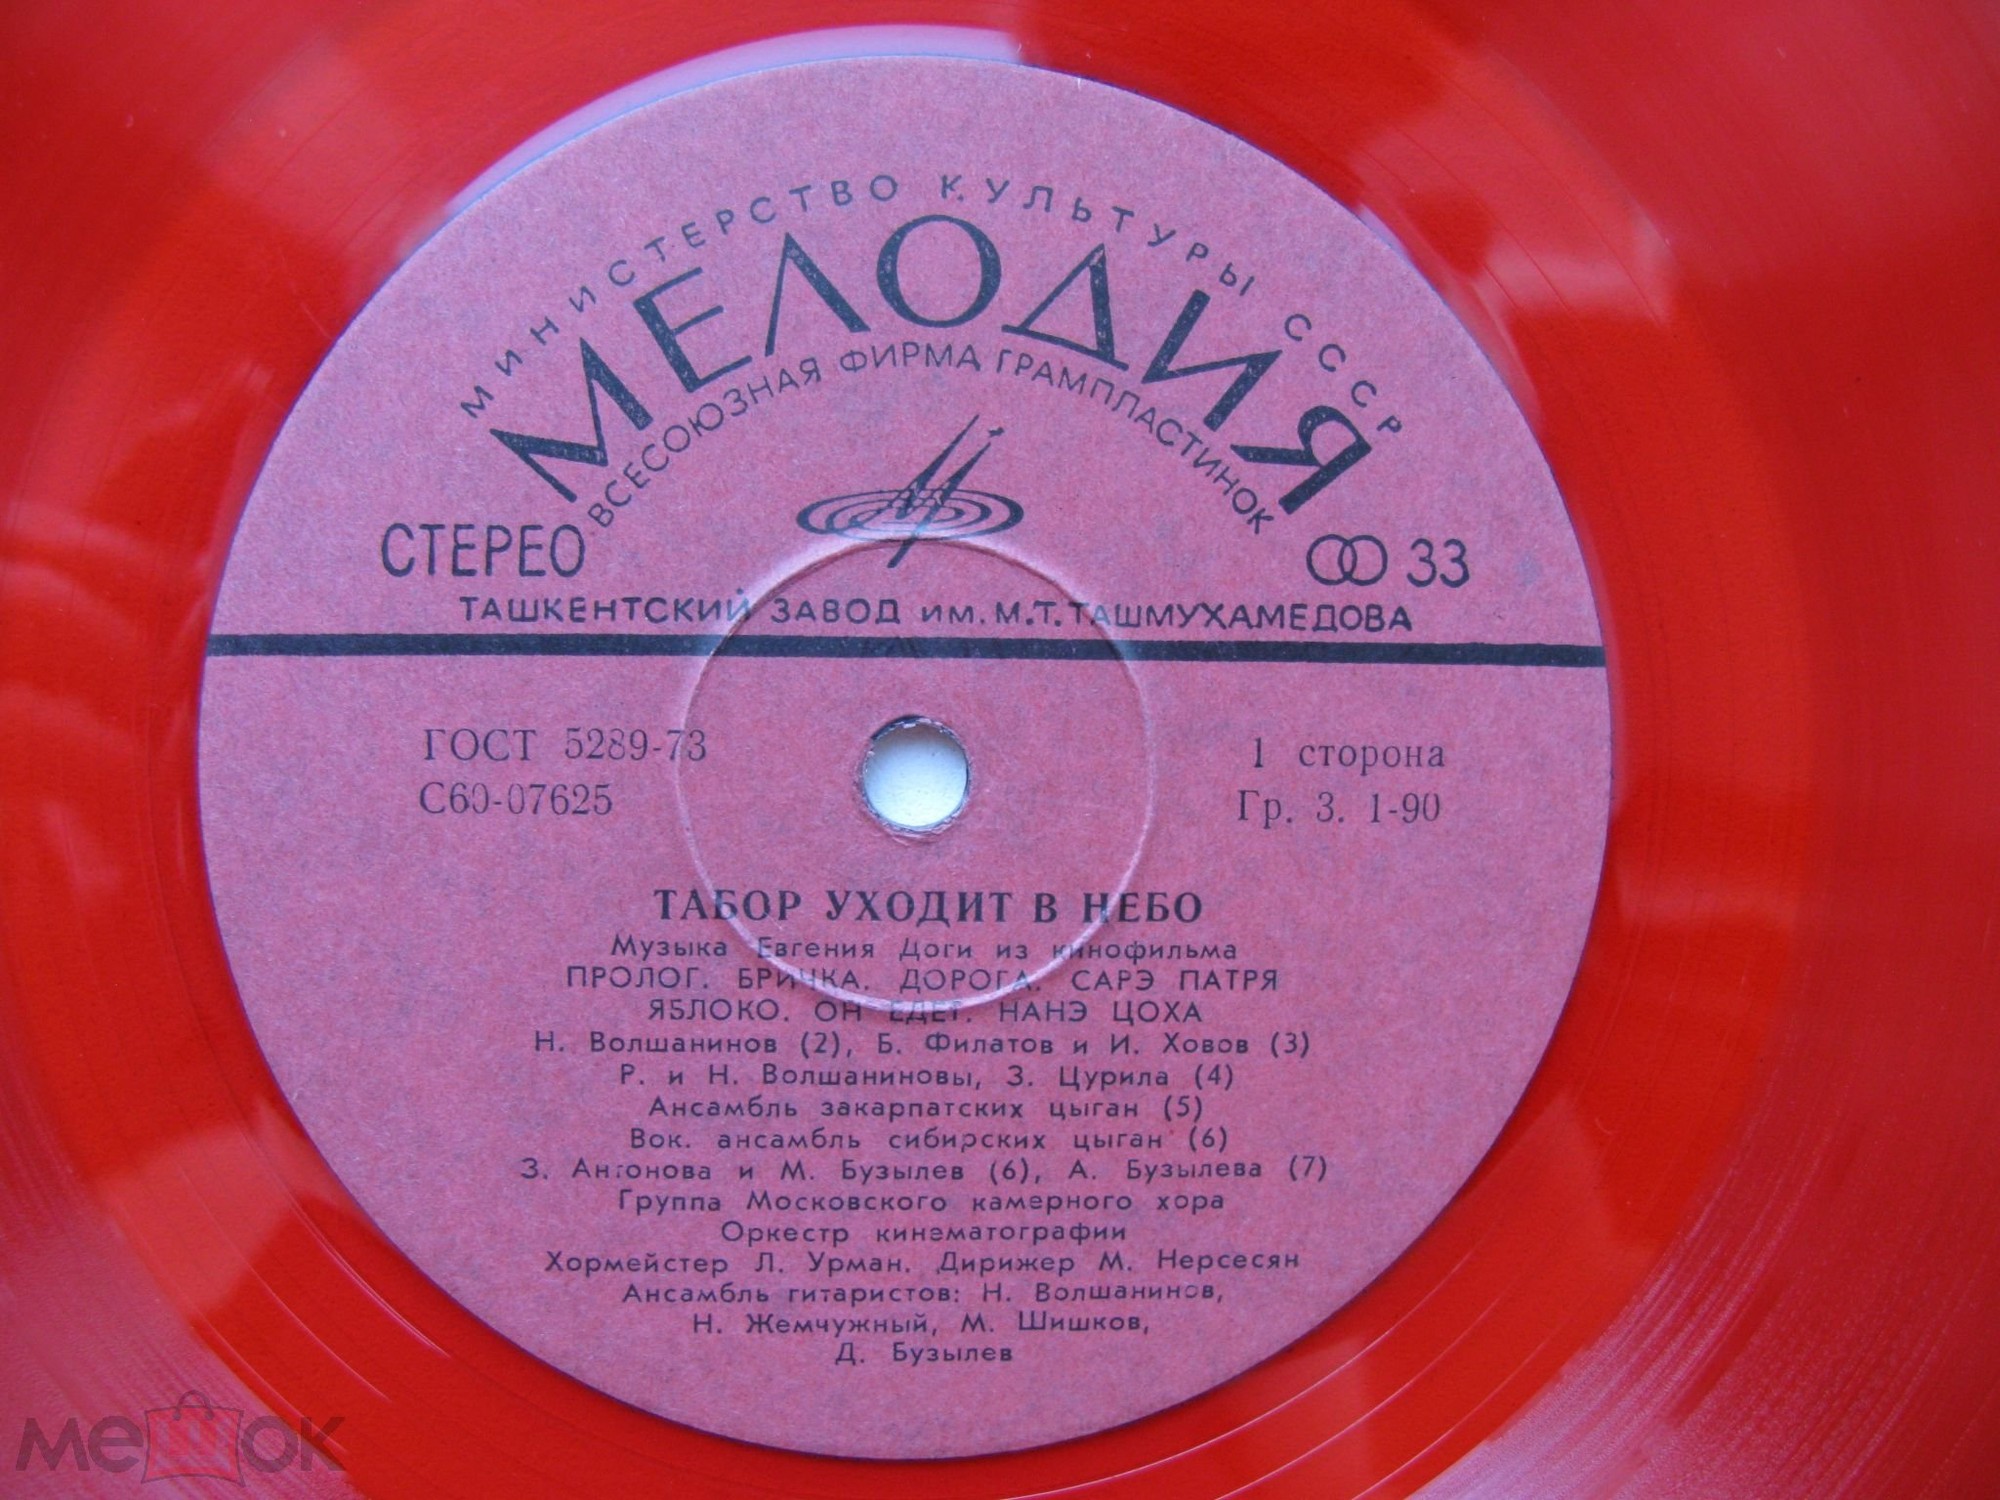 МИНИСТЕРСТВО КУЛЬТУРЫ СССР
МЕЛОДИЯ
ВСЕСОЮЗНАЯ ФИРМА ГРАМПЛАСТИНОК
СТЕРЕО
33
ТАШКЕНТСКИЙ ЗАВОД им. М.Т. ТАШМУХАМЕДОВА
ГОСТ 5289-73
С60-07625
1 сторона
Гр. 3. 1-90
ТАБОР УХОДИТ В НЕБО
Музыка Евгения Доги из кинофильма
ПРОЛОГ. БРИЧКА. ДОРОГА. САРЭ ПАТРЯ
ЯБЛОКО. ОН ЕДЕТ. НАНЭ ЦОХА
Н. Волшанинов (2), Б. Филатов и И. Ховов (3)
Р. и Н. Волшаниновы, З. Цурила (4)
Ансамбль закарпатских цыган (5)
Вок. ансамбль сибирских цыган (6)
З. Антонова и М. Бузылев (6), А. Бузылева (7)
Группа Московского камерного хора
Оркестр кинематографии
Хормейстер Л. Урман. Дирижер М. Нерсесян
Ансамбль гитаристов: Н. Волшанинов,
Н. Жемчужный, М. Шишков,
Д. Бузылев
мешок